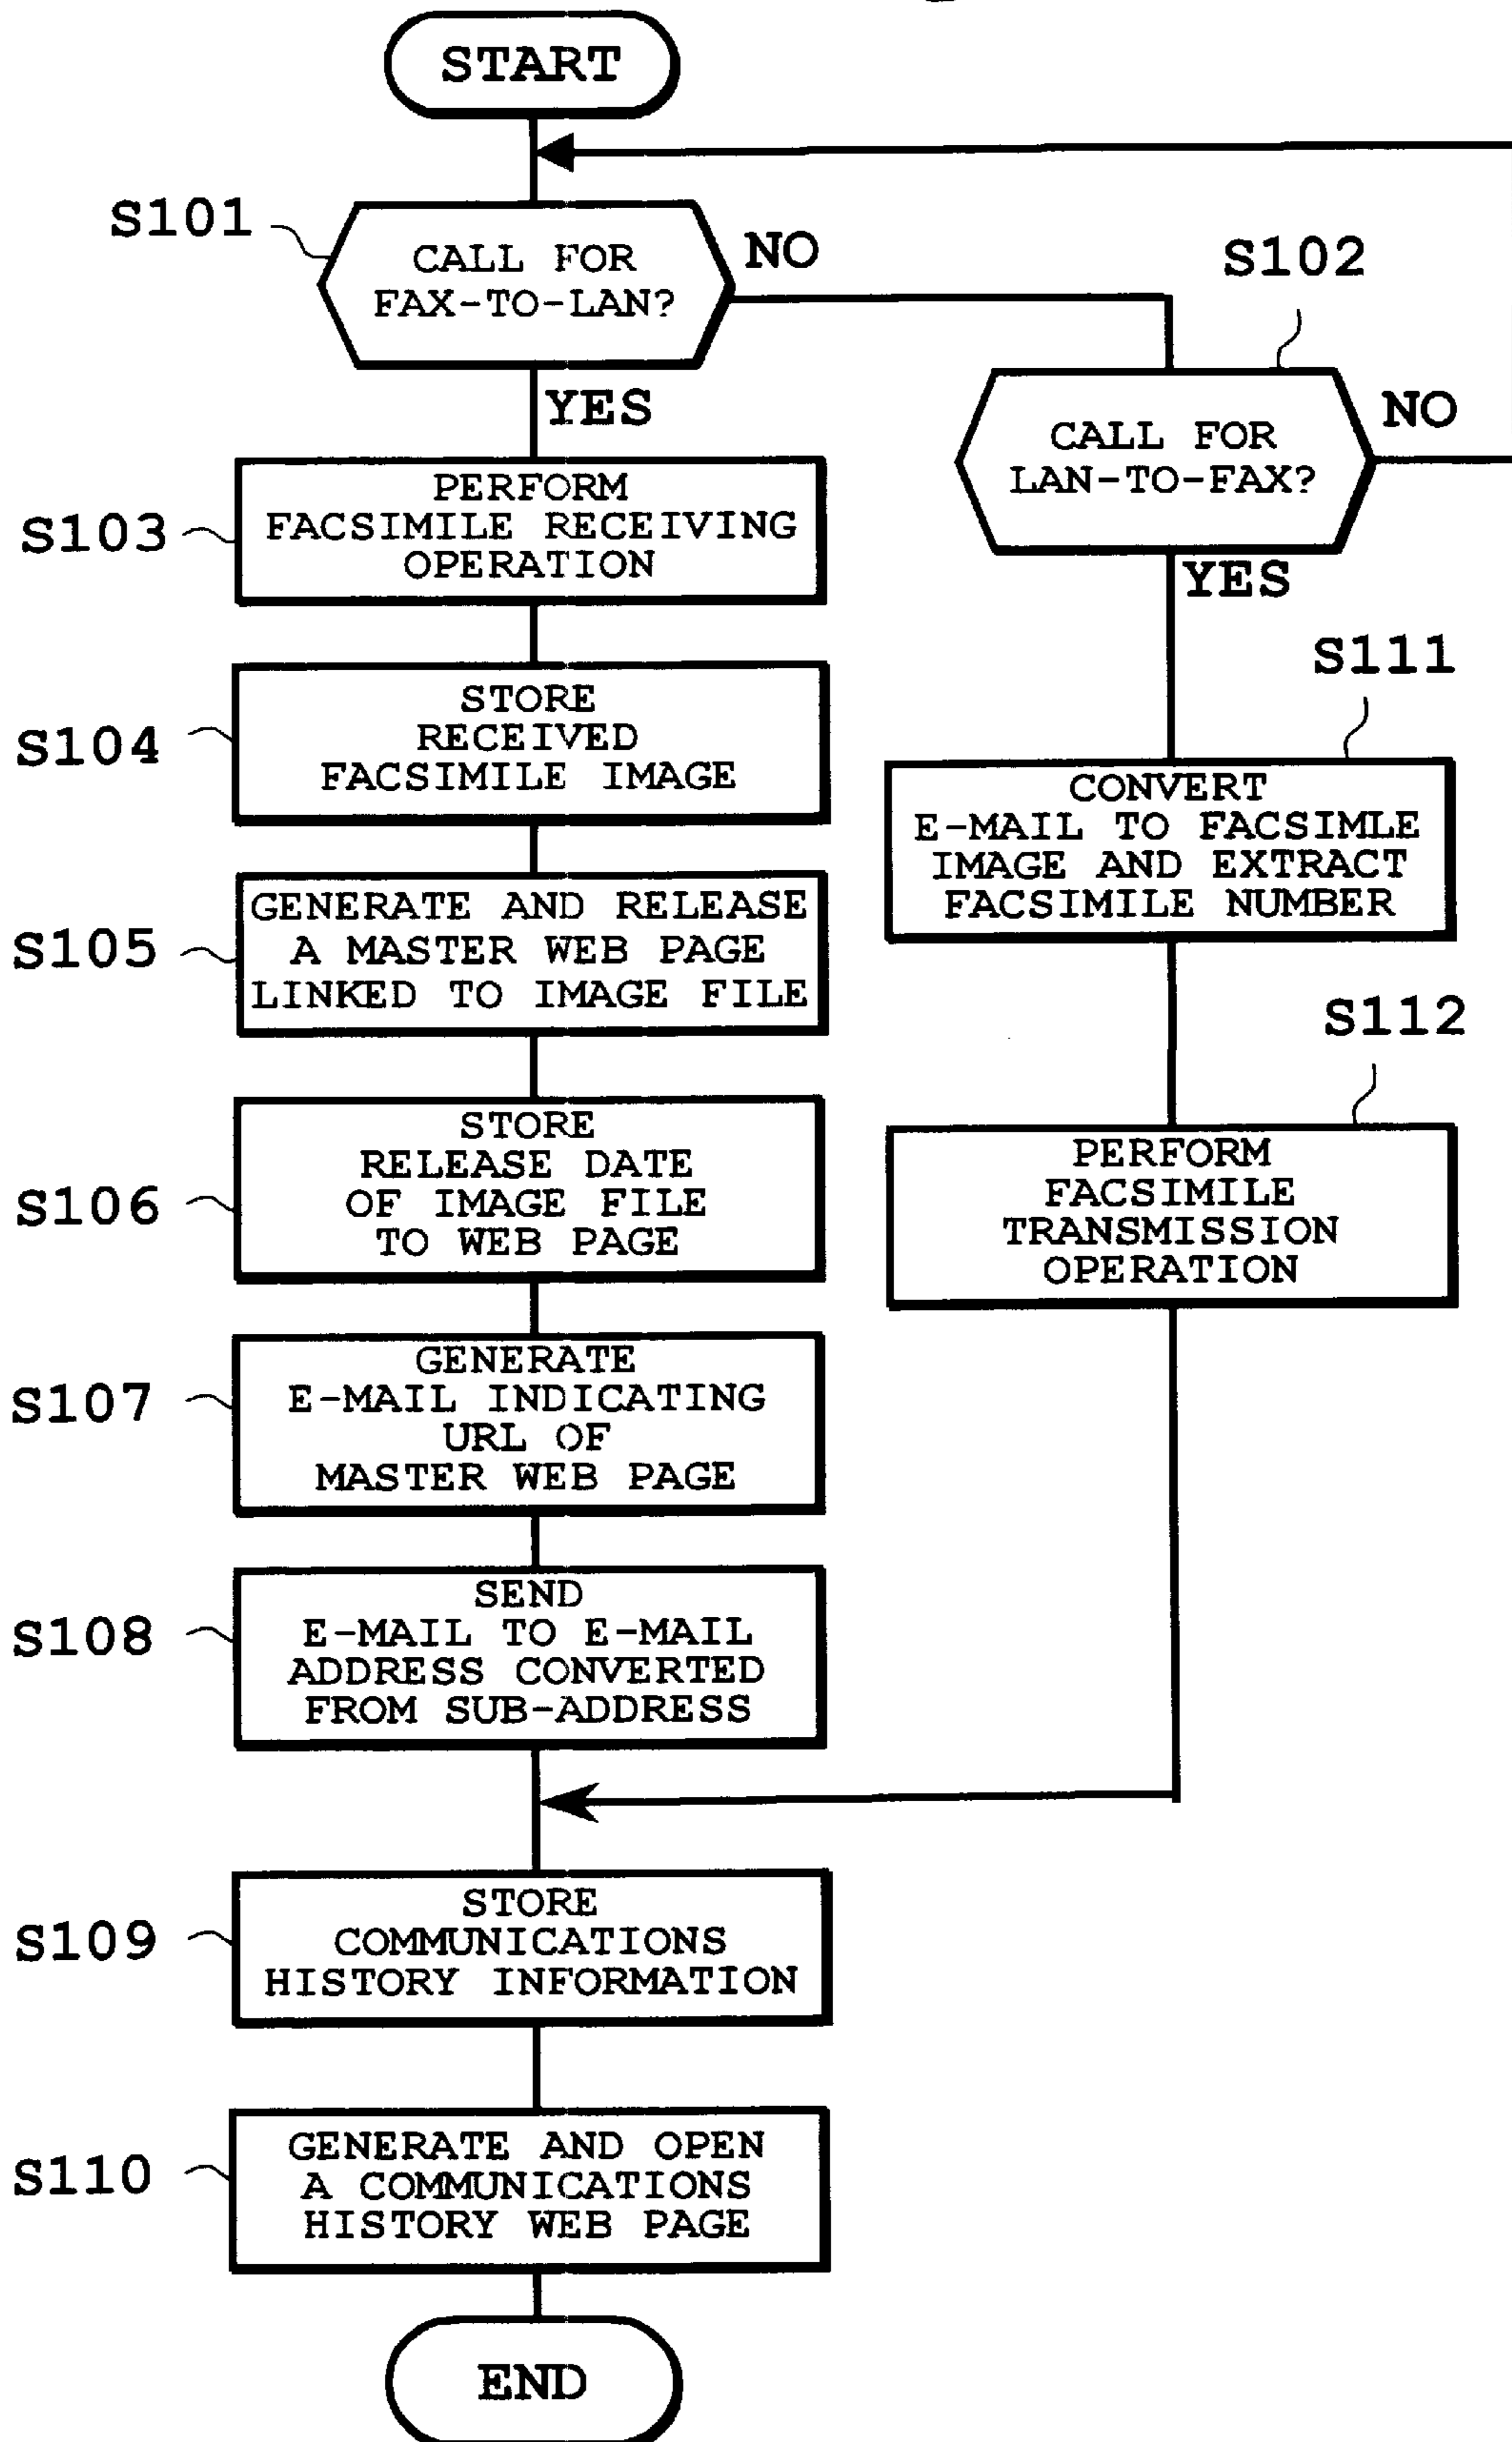 START
S101
CALL FOR
FAX-TO-LAN?
NO
YES
S102
CALL FOR
LAN-TO-FAX?
NO
YES
S103
PERFORM
FACSIMILE RECEIVING
OPERATION
S104
STORE
RECEIVED
FACSIMILE IMAGE
S105
GENERATE AND RELEASE
A MASTER WEB PAGE
LINKED TO IMAGE FILE
S106
STORE
RELEASE DATE
OF IMAGE FILE
TO WEB PAGE
S107
GENERATE
E-MAIL INDICATING
URL OF
MASTER WEB PAGE
S108
SEND
E-MAIL TO E-MAIL
ADDRESS CONVERTED
FROM SUB-ADDRESS
S111
CONVERT
E-MAIL TO FACSIMLE
IMAGE AND EXTRACT
FACSIMILE NUMBER
S112
PERFORM
FACSIMILE
TRANSMISSION
OPERATION
S109
STORE
COMMUNICATIONS
HISTORY INFORMATION
S110
GENERATE AND OPEN
A COMMUNICATIONS
HISTORY WEB PAGE
END